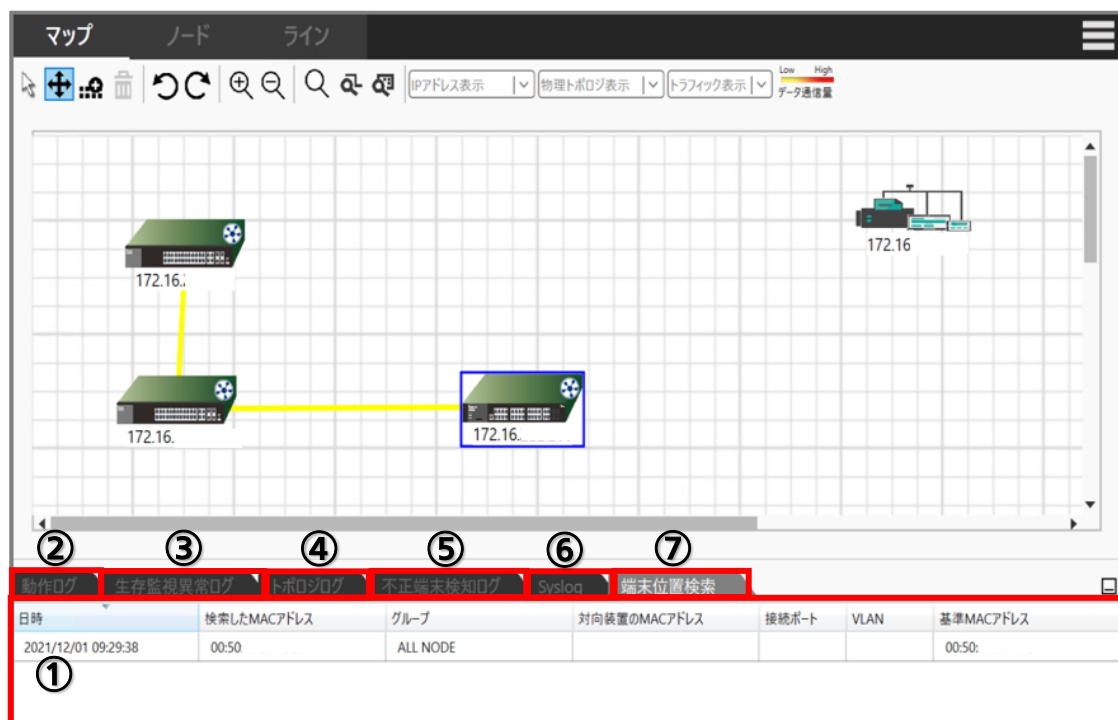 マップ ノード ライン
IPアドレス表示 物理トポロジ表示 トラフィック表示 Low High
データ通信量
172.16
172.16.
172.16.
172.16.
② ③ ④ ⑤ ⑥ ⑦
動作ログ 生存監視異常ログ トポロジログ 不正端末検知ログ Syslog 端末位置検索
日時 検索したMACアドレス グループ 対向装置のMACアドレス 接続ポート VLAN 基準MACアドレス
2021/12/01 09:29:38 00:50 ALL NODE 00:50:
①